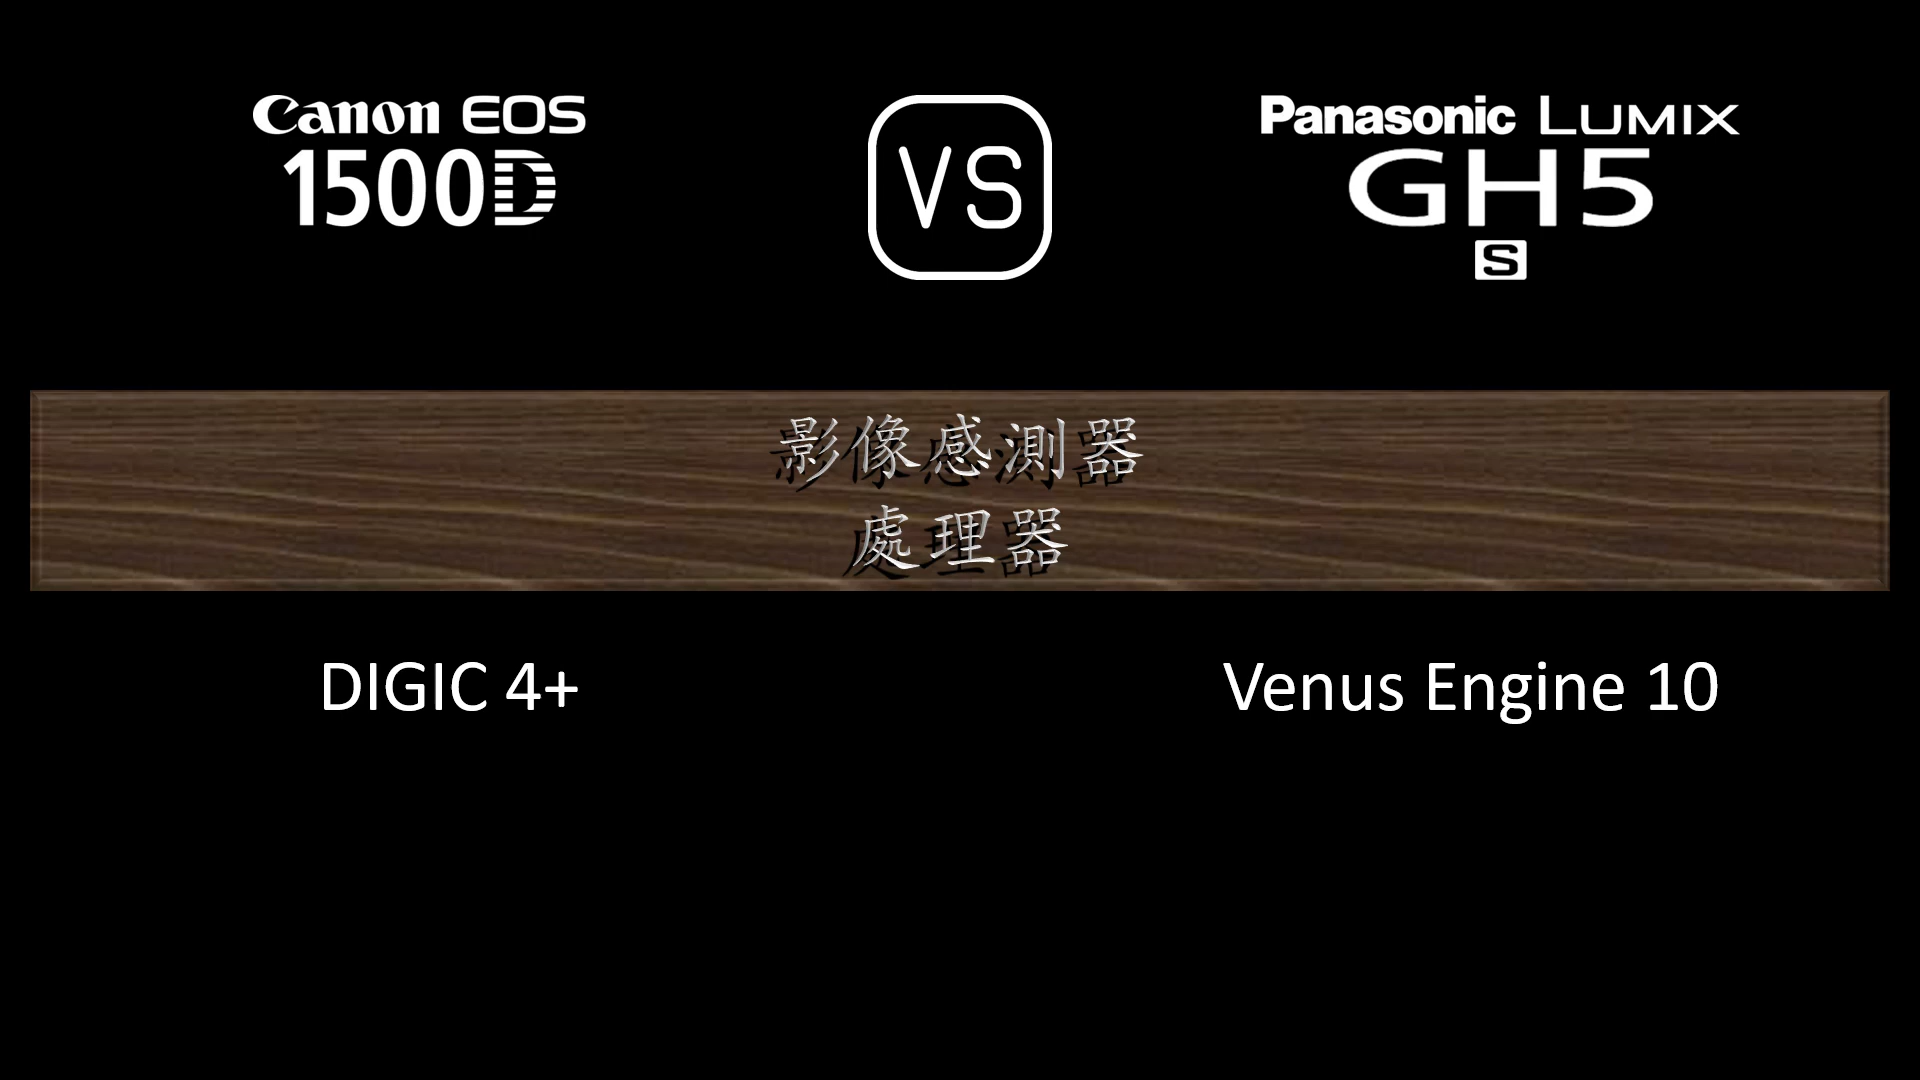 Canon EOS
1500D
VS
Panasonic LUMIX
GH5
S
影像感測器
處理器
DIGIC 4+
Venus Engine 10